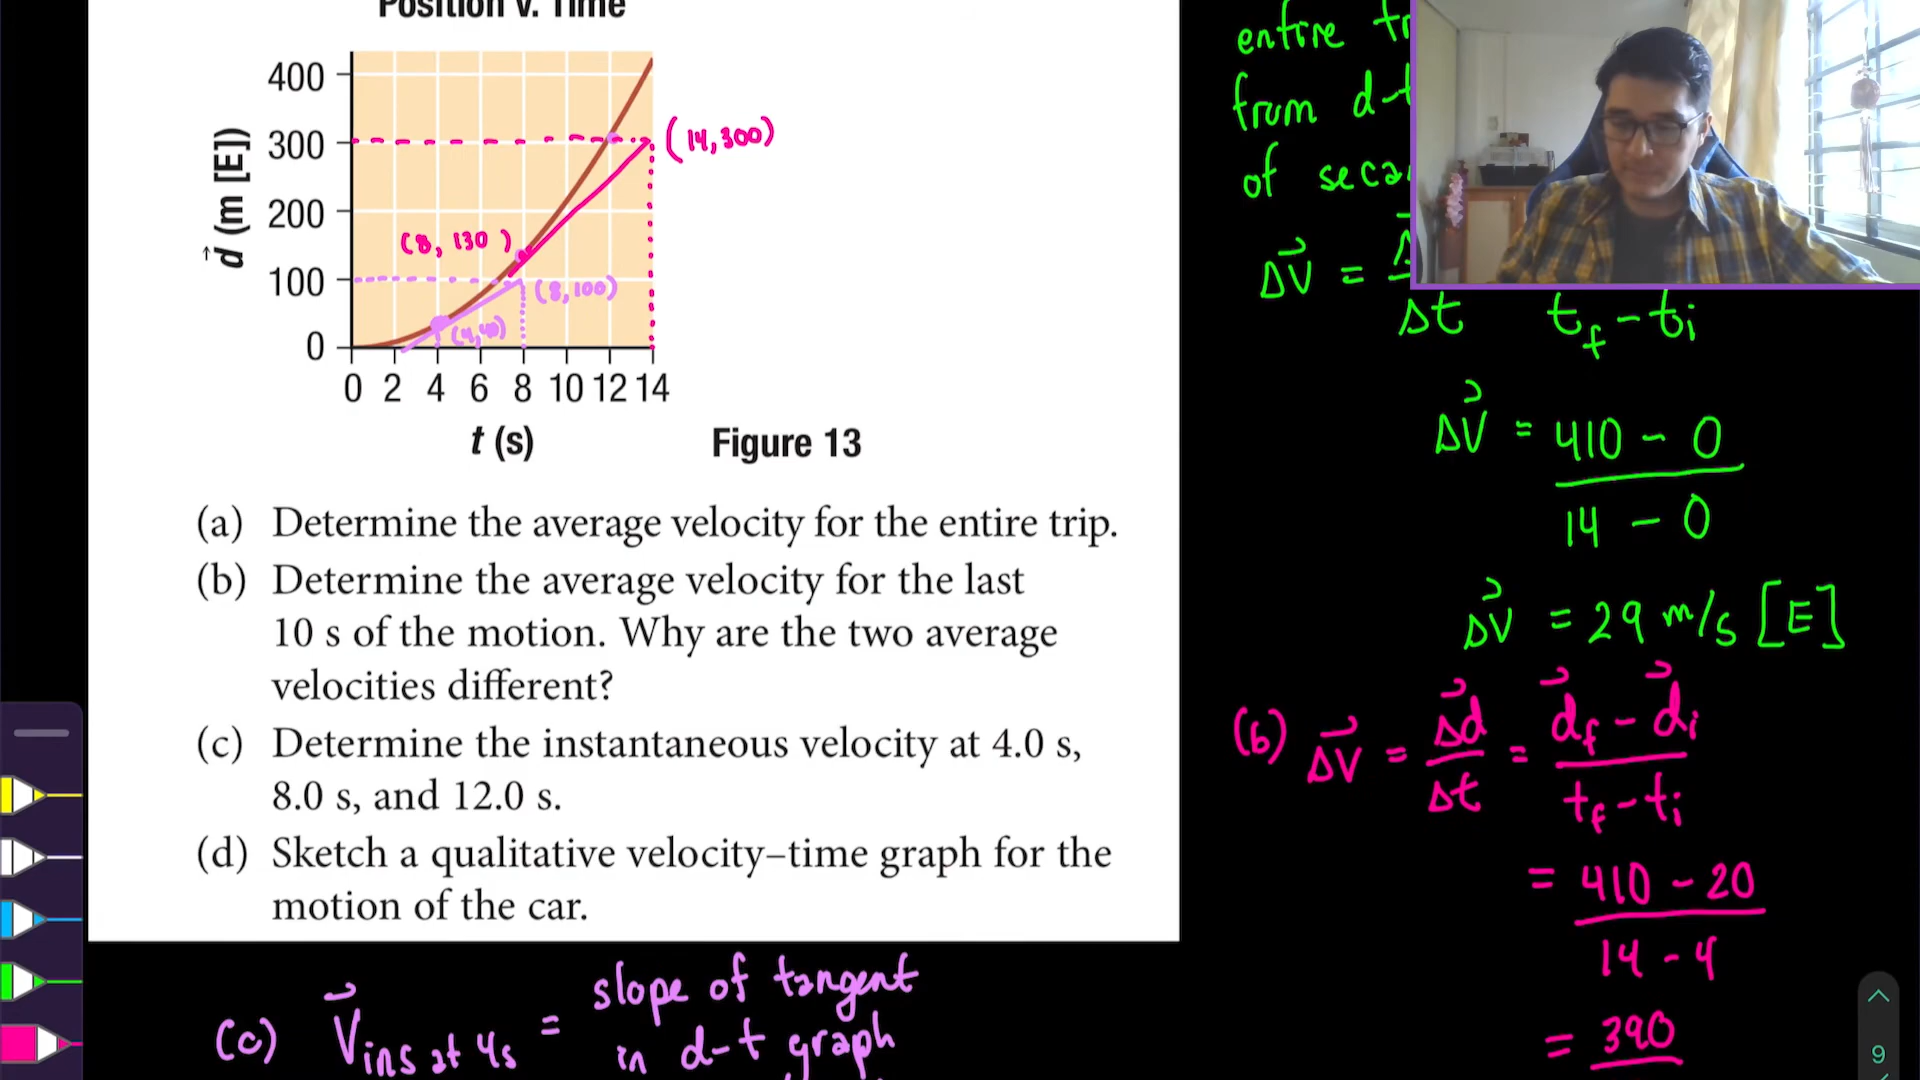 Position v. Time
400
300
200
100
0
d (m [E])
0 2 4 6 8 10 12 14
t (s)
Figure 13
(14,300)
(8, 130)
(8,100)
(4,40)
(a) Determine the average velocity for the entire trip.
(b) Determine the average velocity for the last
10 s of the motion. Why are the two average
velocities different?
(c) Determine the instantaneous velocity at 4.0 s,
8.0 s, and 12.0 s.
(d) Sketch a qualitative velocity–time graph for the
motion of the car.
(c) V⃗ins at 4s = slope of tangent
in d-t graph
entire
from d-t
of
ΔV⃗ =
Δt tf - ti
ΔV⃗ = 410 - 0
14 - 0
ΔV⃗ = 29 m/s [E]
(b) ΔV⃗ = Δd⃗ = d⃗f - d⃗i
Δt tf - ti
= 410 - 20
14 - 4
= 390
9